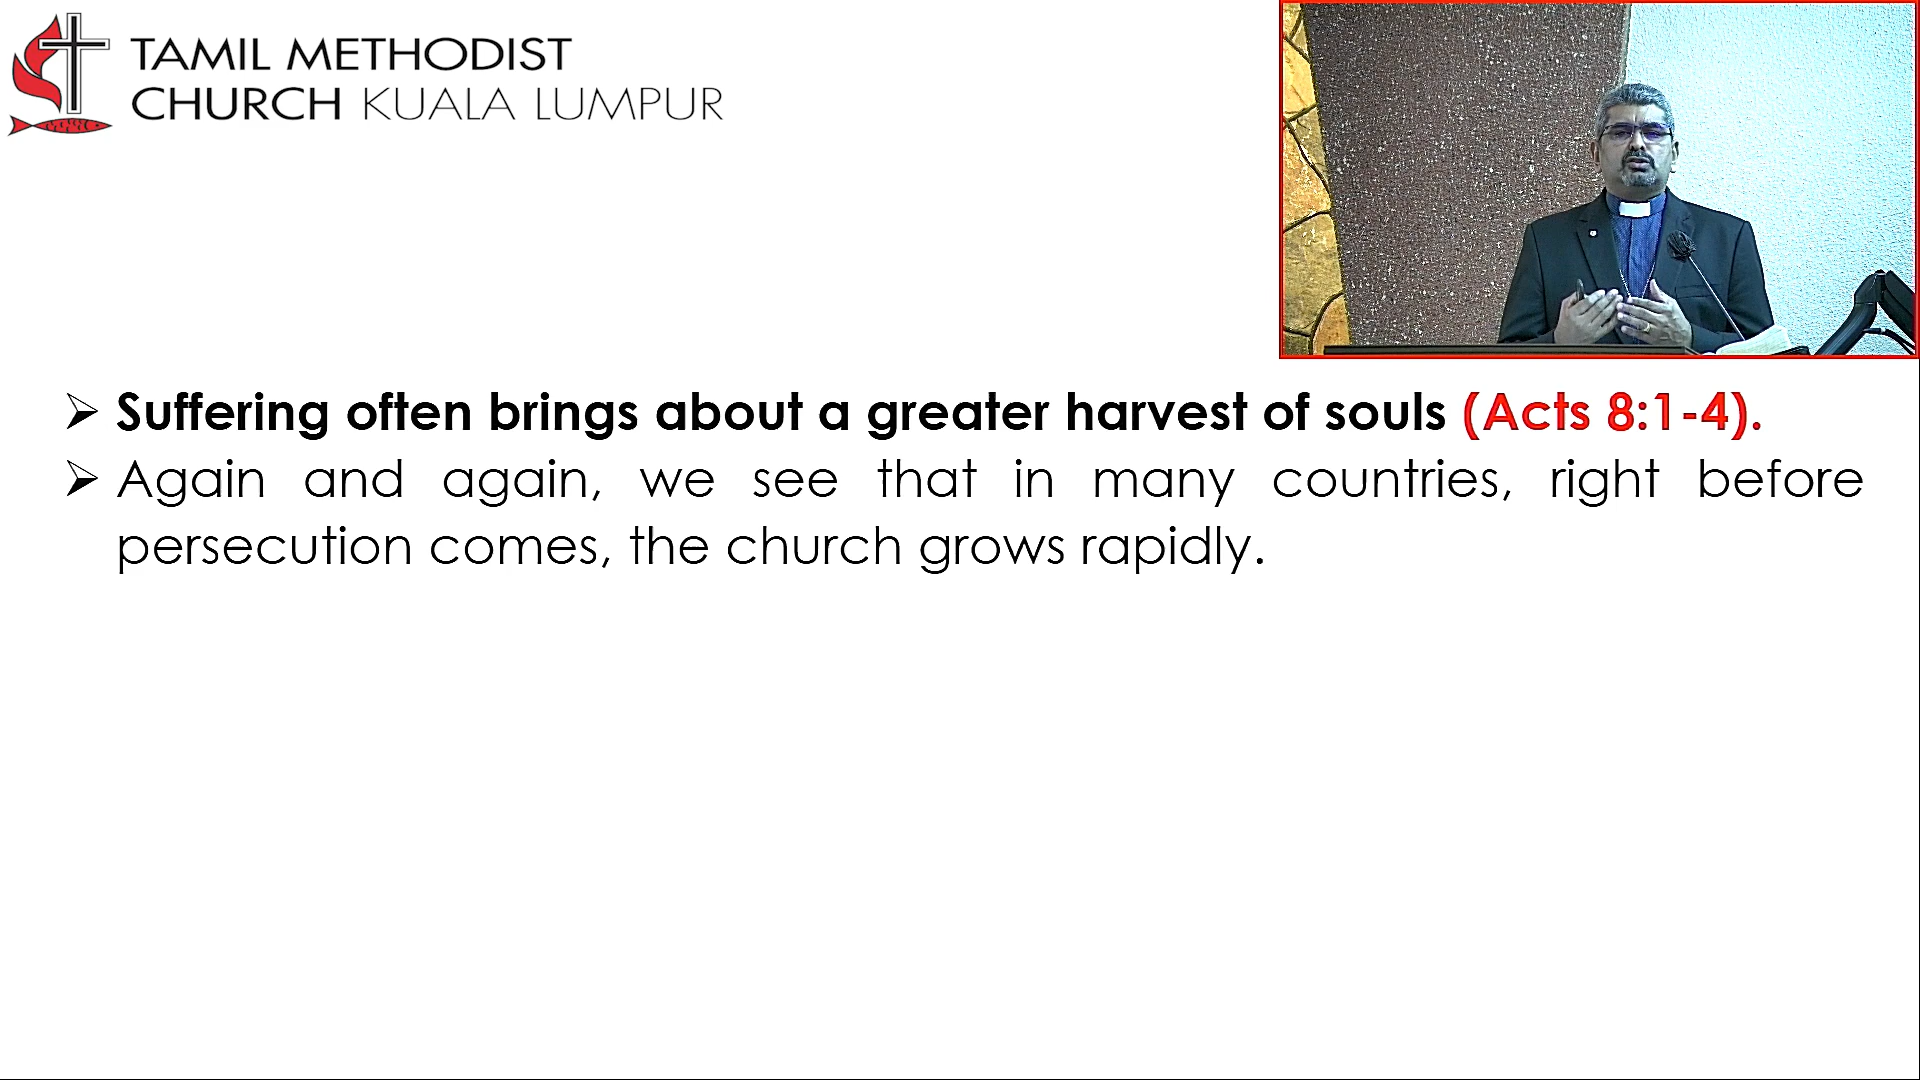 TAMIL METHODIST
CHURCH KUALA LUMPUR
➢ Suffering often brings about a greater harvest of souls (Acts 8:1-4).
➢ Again and again, we see that in many countries, right before
persecution comes, the church grows rapidly.